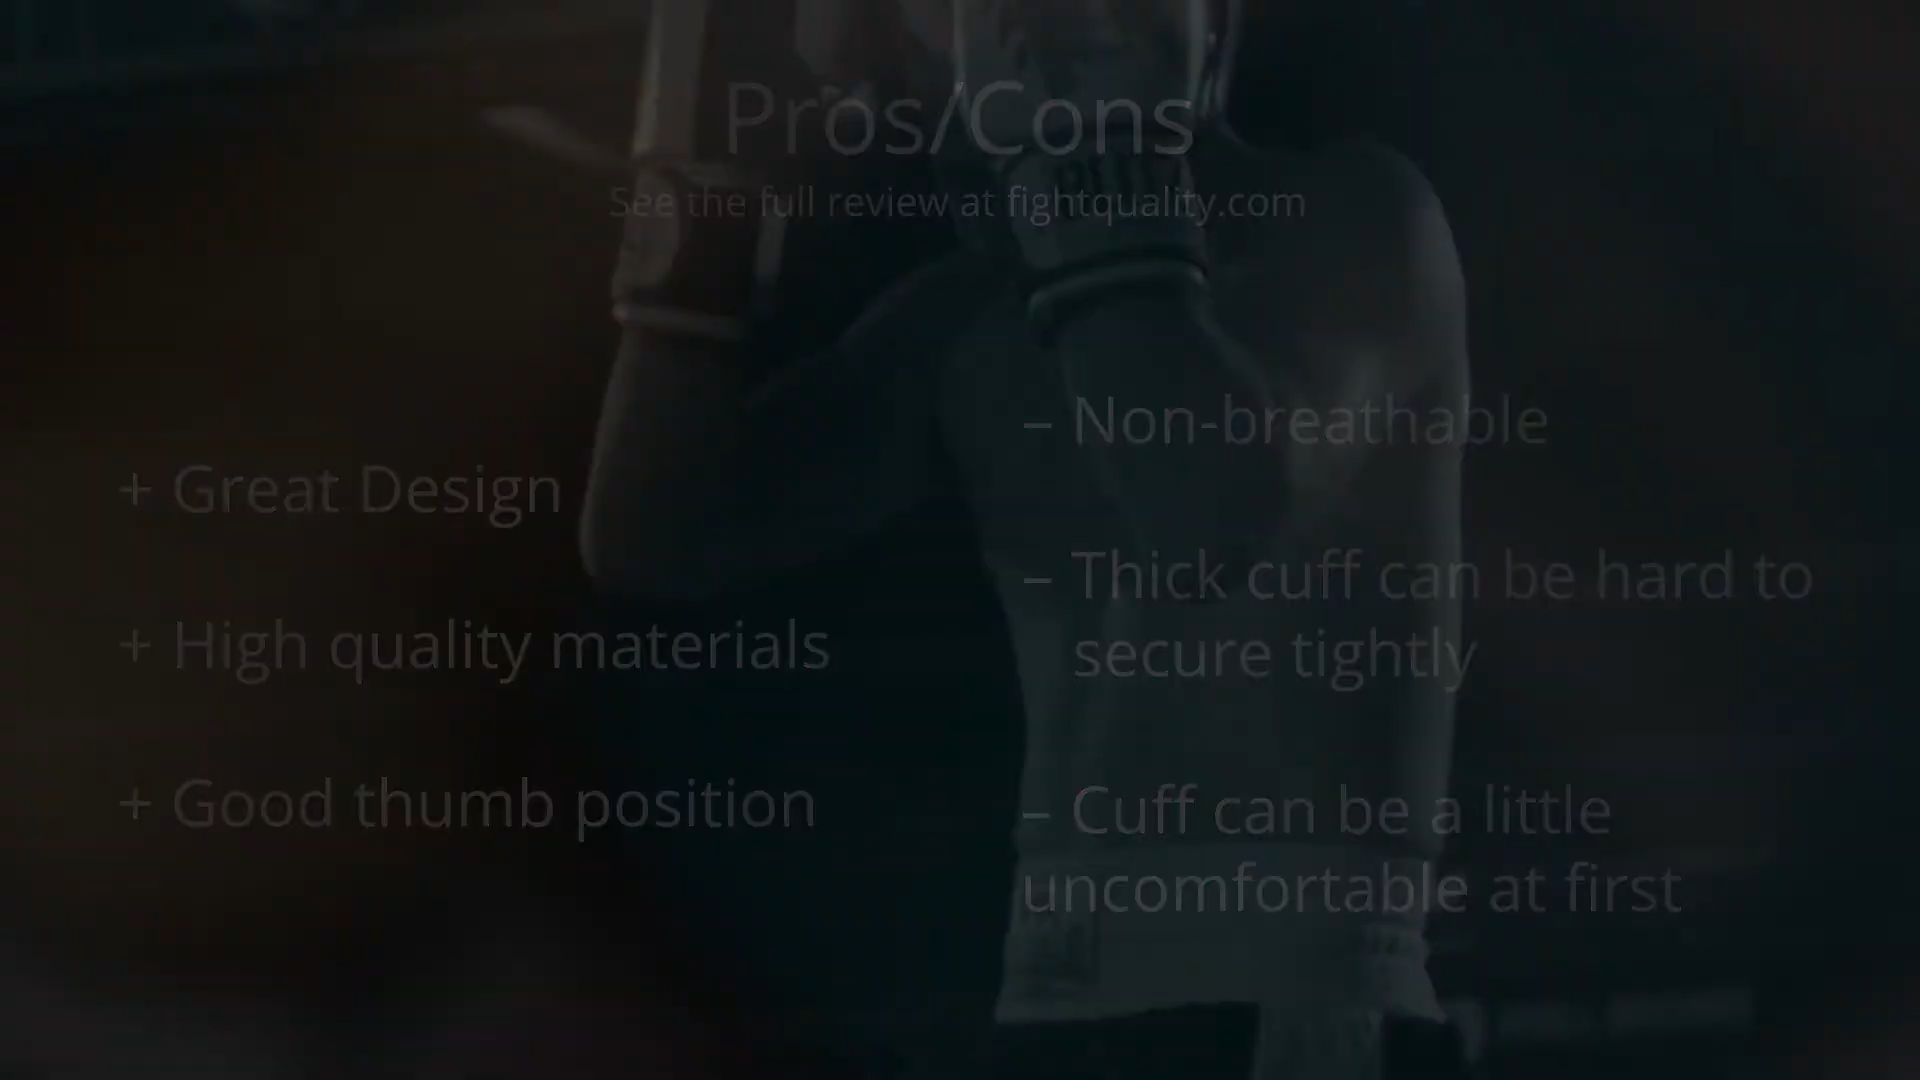 Pros/Cons
See the full review at fightquality.com
+ Great Design
+ High quality materials
+ Good thumb position
– Non-breathable
– Thick cuff can be hard to
secure tightly
– Cuff can be a little
uncomfortable at first